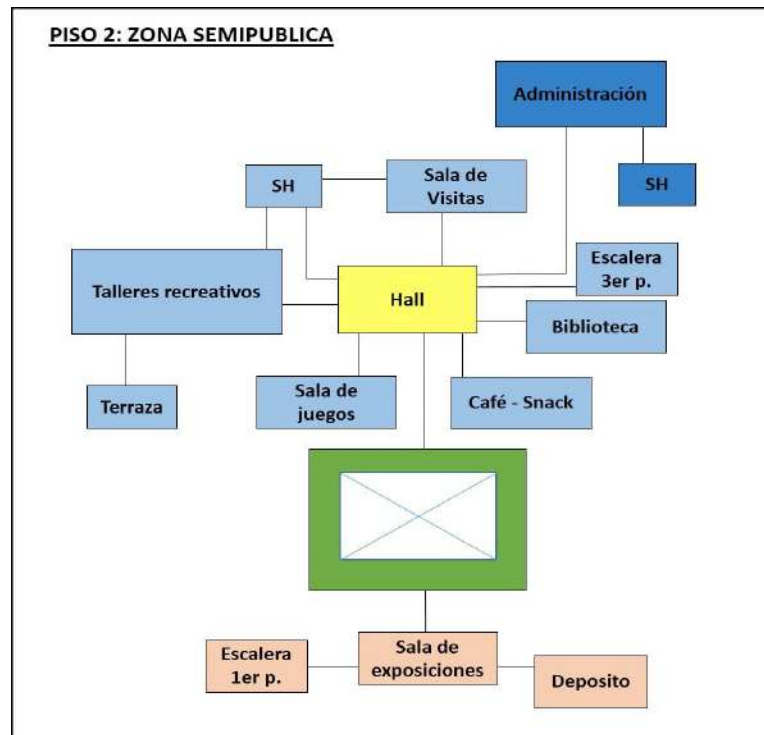 PISO 2: ZONA SEMIPUBLICA
Administración
SH
Sala de
Visitas
SH
Escalera
3er p.
Talleres recreativos
Hall
Biblioteca
Terraza
Sala de
juegos
Café - Snack
Escalera
1er p.
Sala de
exposiciones
Deposito